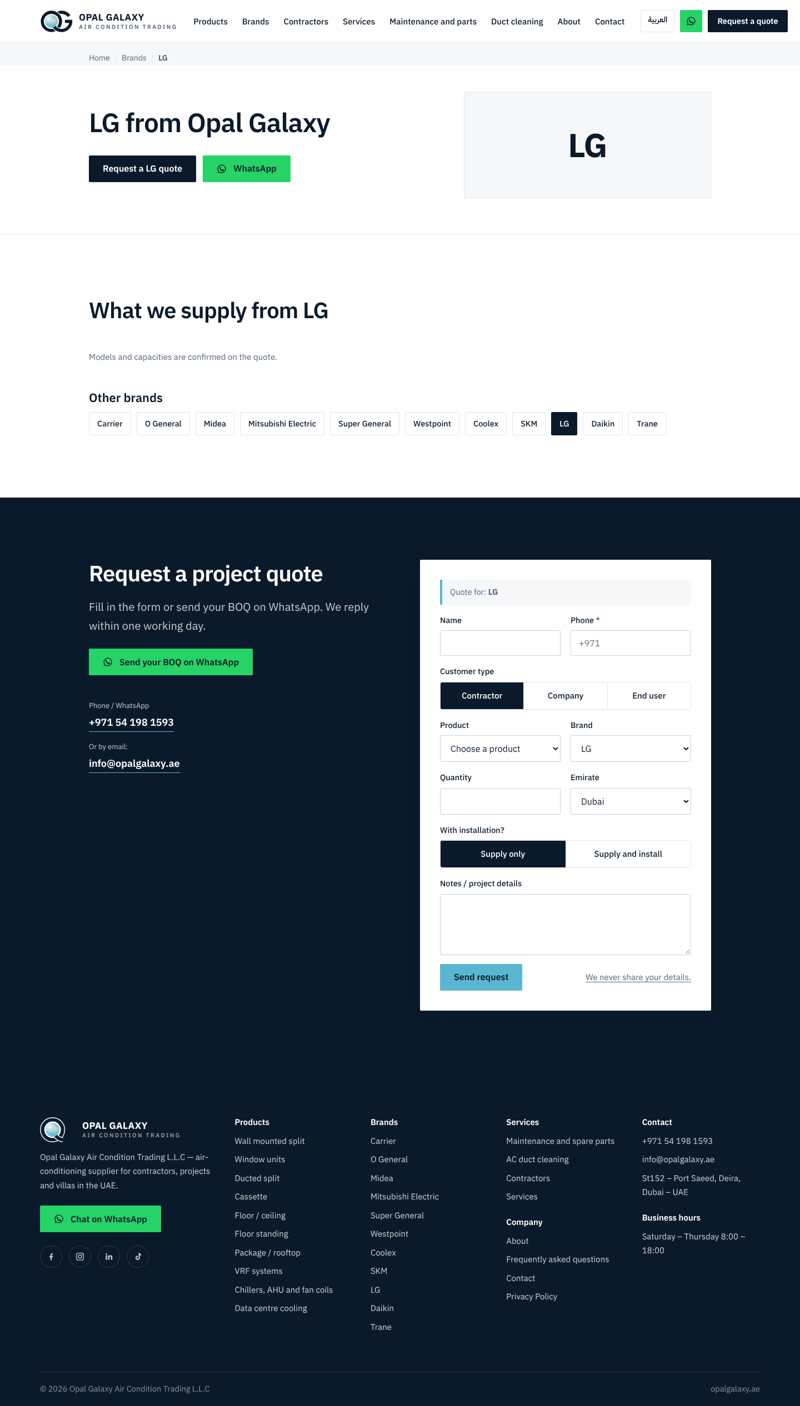 OPAL GALAXY
AIR CONDITION TRADING
Products
Brands
Contractors
Services
Maintenance and parts
Duct cleaning
About
Contact
العربية
Request a quote
Home / Brands / LG
LG from Opal Galaxy
LG
Request a LG quote
WhatsApp
What we supply from LG
Models and capacities are confirmed on the quote.
Other brands
Carrier
O General
Midea
Mitsubishi Electric
Super General
Westpoint
Coolex
SKM
LG
Daikin
Trane
Request a project quote
Fill in the form or send your BOQ on WhatsApp. We reply
within one working day.
Send your BOQ on WhatsApp
Phone / WhatsApp
+971 54 198 1593
Or by email:
info@opalgalaxy.ae
Quote for: LG
Name
Phone *
+971
Customer type
Contractor
Company
End user
Product
Brand
Choose a product
LG
Quantity
Emirate
Dubai
With installation?
Supply only
Supply and install
Notes / project details
Send request
We never share your details.
OPAL GALAXY
AIR CONDITION TRADING
Opal Galaxy Air Condition Trading L.L.C — air-
conditioning supplier for contractors, projects
and villas in the UAE.
Chat on WhatsApp
Products
Wall mounted split
Window units
Ducted split
Cassette
Floor / ceiling
Floor standing
Package / rooftop
VRF systems
Chillers, AHU and fan coils
Data centre cooling
Brands
Carrier
O General
Midea
Mitsubishi Electric
Super General
Westpoint
Coolex
SKM
LG
Daikin
Trane
Services
Maintenance and spare parts
AC duct cleaning
Contractors
Services
Company
About
Frequently asked questions
Contact
Privacy Policy
Contact
+971 54 198 1593
info@opalgalaxy.ae
St152 – Port Saeed, Deira,
Dubai – UAE
Business hours
Saturday – Thursday 8:00 –
18:00
© 2026 Opal Galaxy Air Condition Trading L.L.C
opalgalaxy.ae